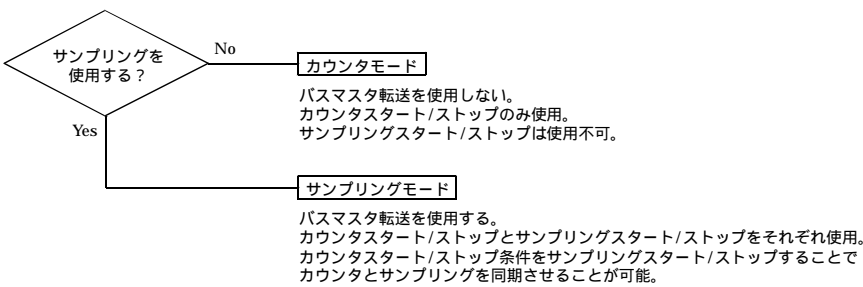 サンプリングを
使用する？
No
カウンタモード
バスマスタ転送を使用しない。
カウンタスタート/ストップのみ使用。
サンプリングスタート/ストップは使用不可。
Yes
サンプリングモード
バスマスタ転送を使用する。
カウンタスタート/ストップとサンプリングスタート/ストップをそれぞれ使用。
カウンタスタート/ストップ条件をサンプリングスタート/ストップすることで
カウンタとサンプリングを同期させることが可能。